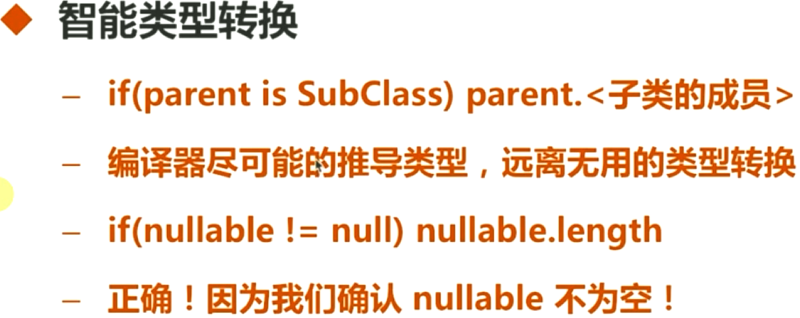 智能类型转换
– if(parent is SubClass) parent.<子类的成员>
– 编译器尽可能的推导类型，远离无用的类型转换
– if(nullable != null) nullable.length
– 正确！因为我们确认 nullable 不为空！